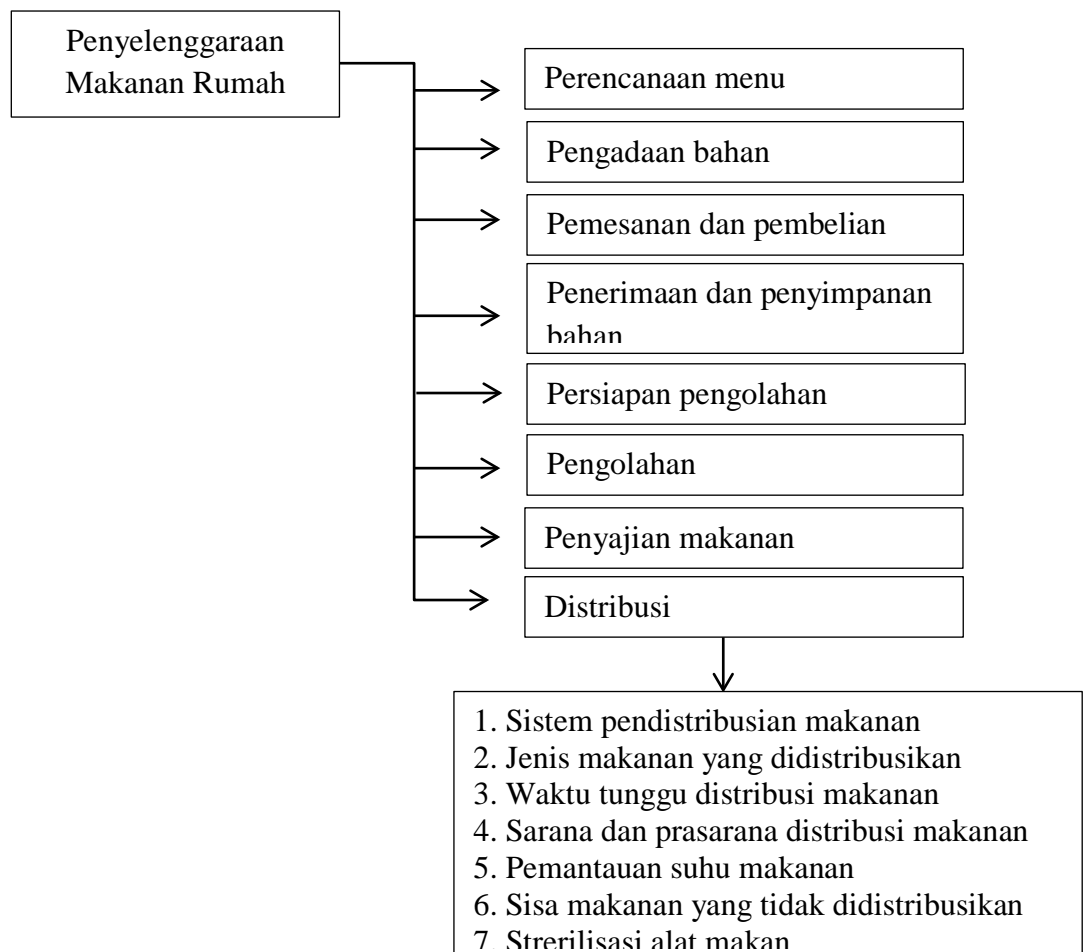 Penyelenggaraan
Makanan Rumah
Perencanaan menu
Pengadaan bahan
Pemesanan dan pembelian
Penerimaan dan penyimpanan
bahan
Persiapan pengolahan
Pengolahan
Penyajian makanan
Distribusi
1. Sistem pendistribusian makanan
2. Jenis makanan yang didistribusikan
3. Waktu tunggu distribusi makanan
4. Sarana dan prasarana distribusi makanan
5. Pemantauan suhu makanan
6. Sisa makanan yang tidak didistribusikan
7. Strerilisasi alat makan